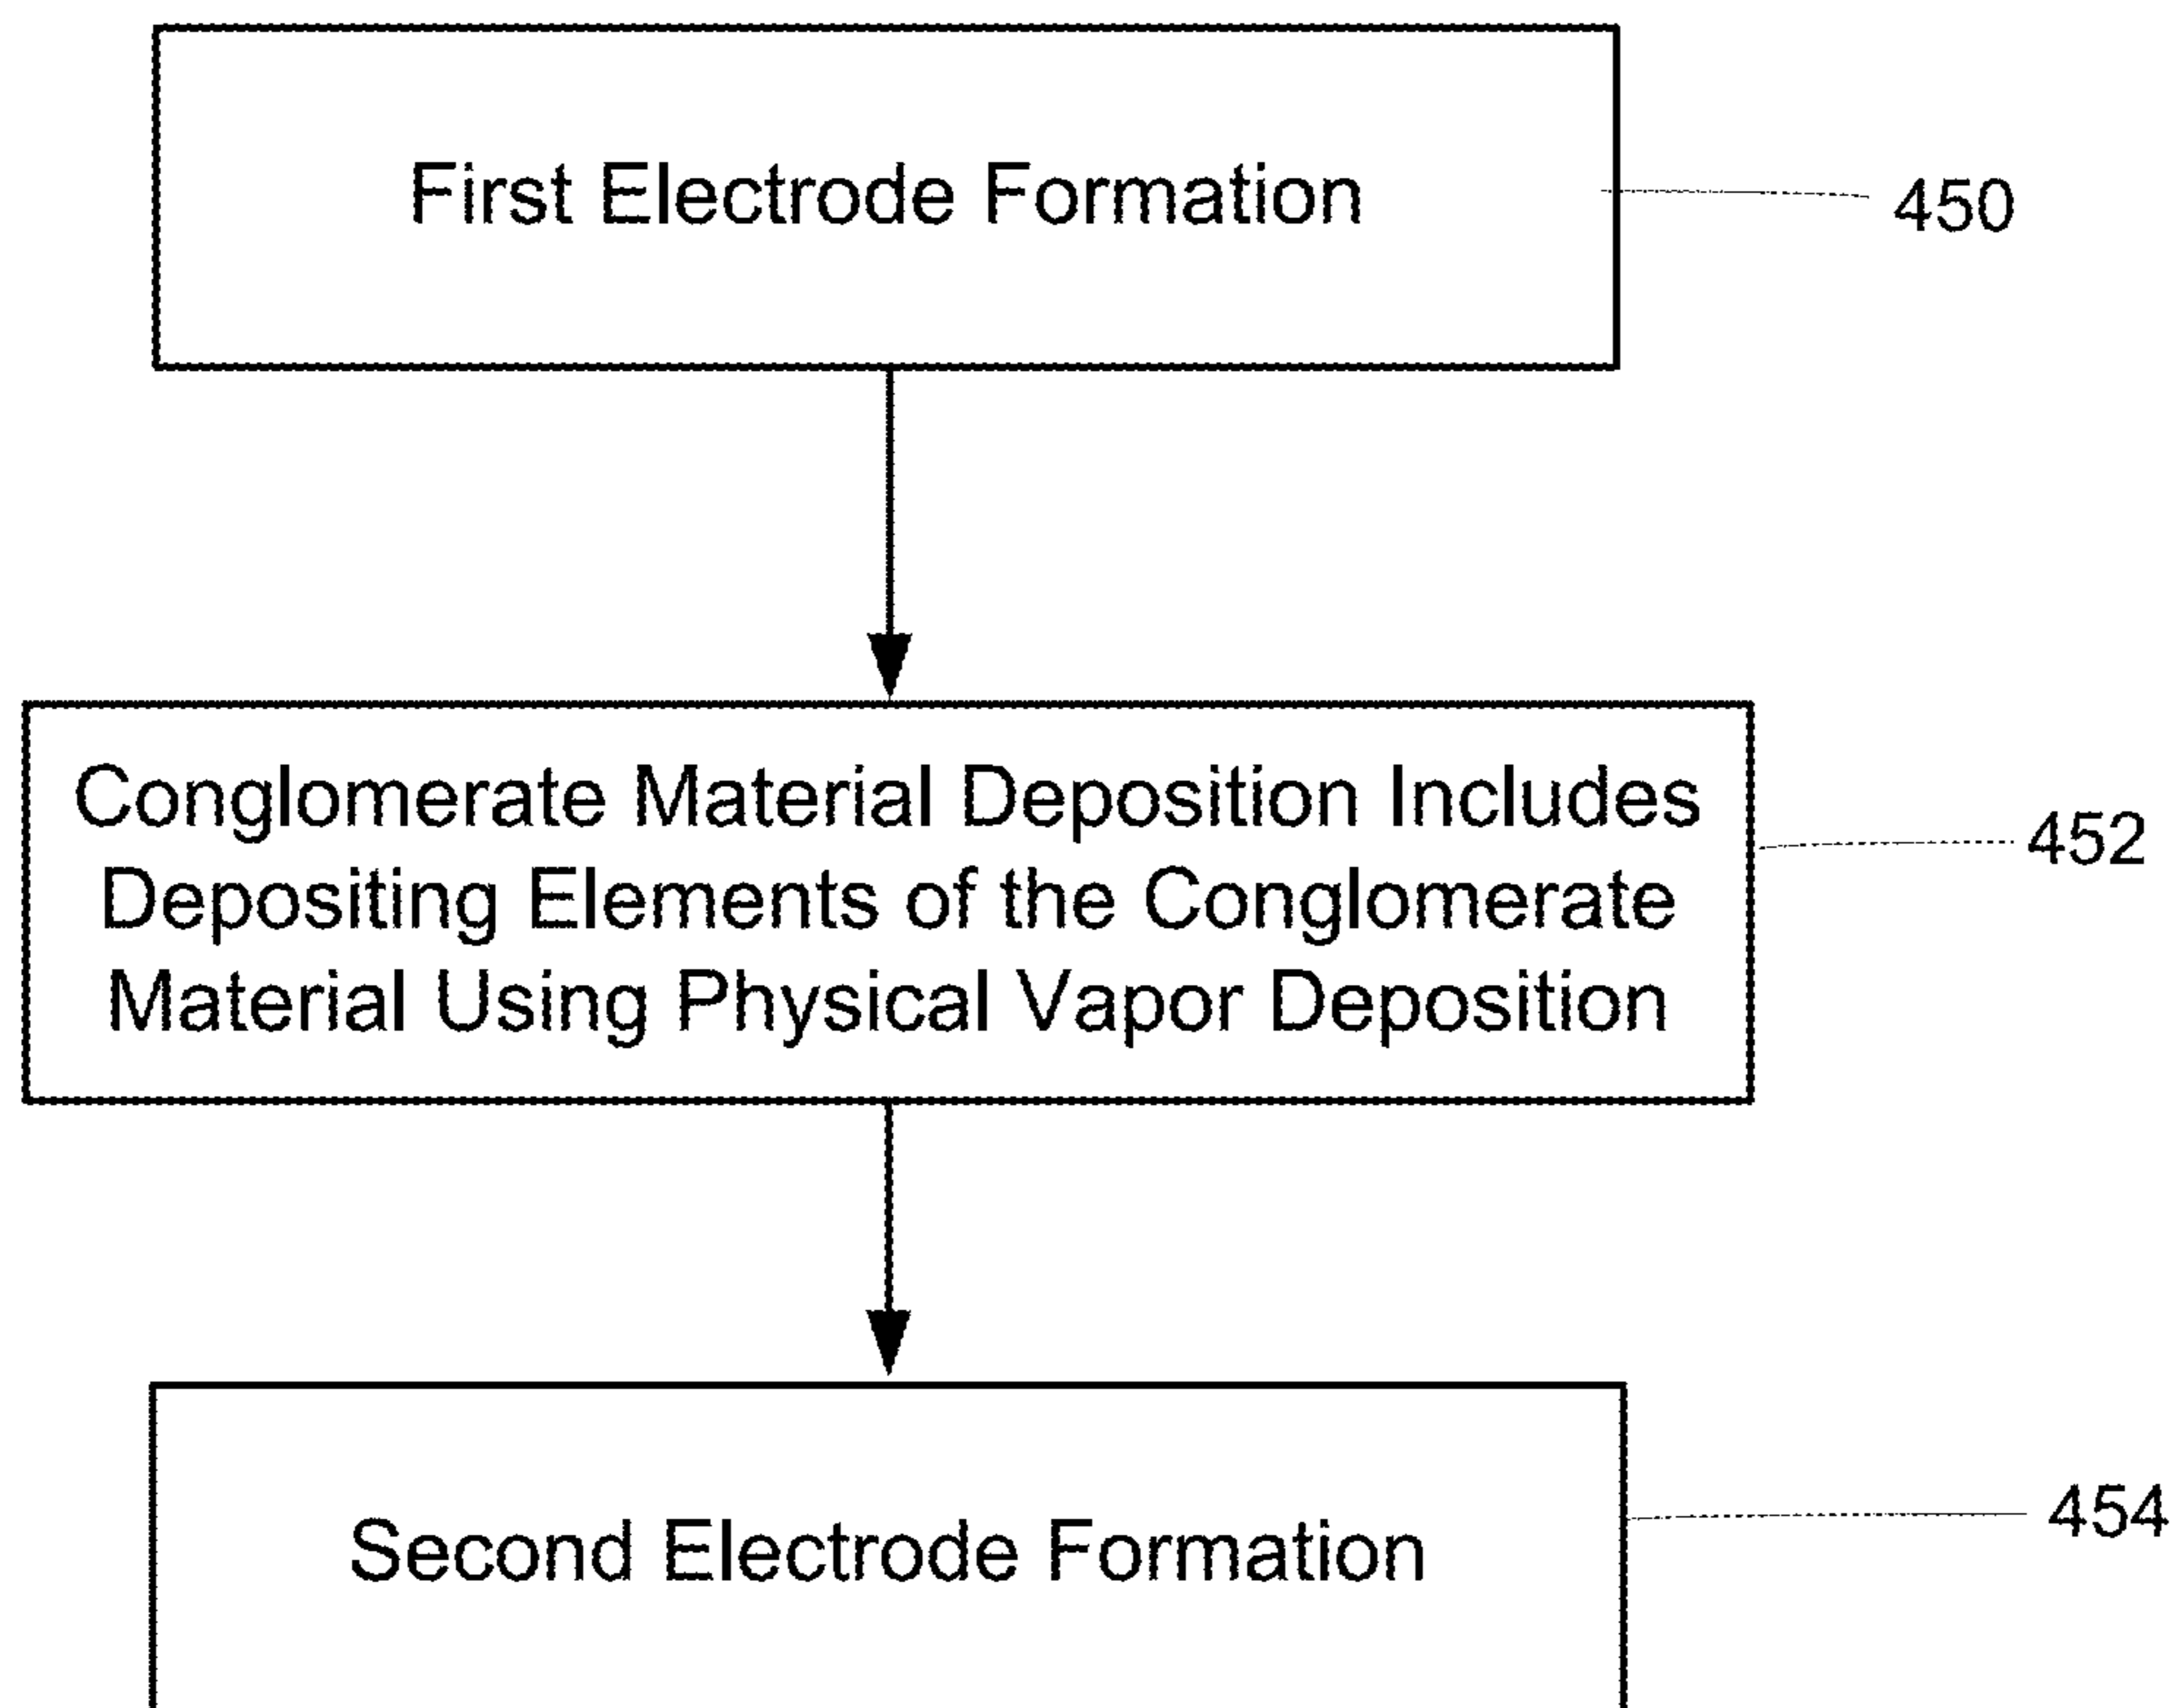 First Electrode Formation
450
Conglomerate Material Deposition Includes
Depositing Elements of the Conglomerate
Material Using Physical Vapor Deposition
452
Second Electrode Formation
454